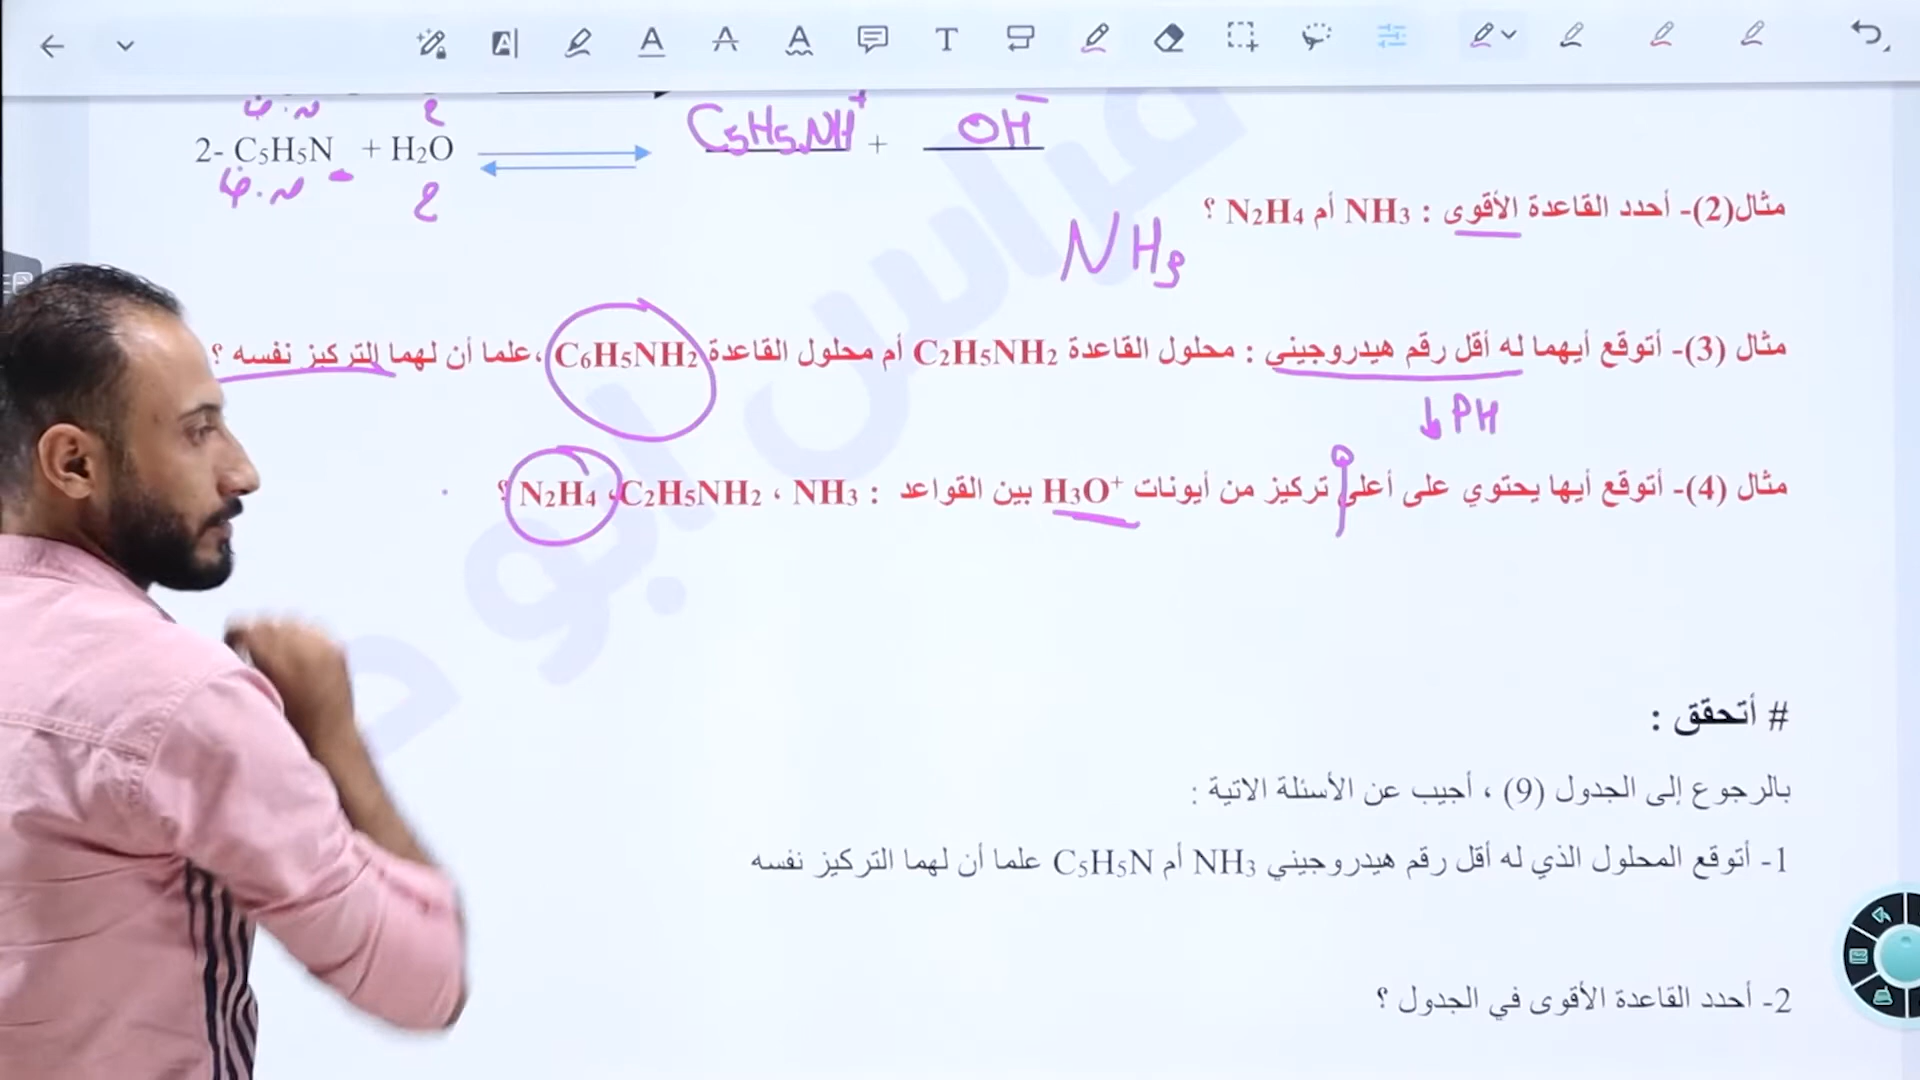 ض.ق ح
2- C₅H₅N + H₂O ⇌ C₅H₅NH⁺ + OH⁻
ض.ق ح
مثال(2)- أحدد القاعدة الأقوى : NH₃ أم N₂H₄ ؟
NH₃
مثال (3)- أتوقع أيهما له أقل رقم هيدروجيني : محلول القاعدة C₂H₅NH₂ أم محلول القاعدة C₆H₅NH₂ ،علما أن لهما التركيز نفسه ؟
↓PH
مثال (4)- أتوقع أيها يحتوي على أعلى تركيز من أيونات H₃O⁺ بين القواعد : NH₃ ، C₂H₅NH₂ ، N₂H₄ ؟
# أتحقق :
بالرجوع إلى الجدول (9) ، أجيب عن الأسئلة الاتية :
1- أتوقع المحلول الذي له أقل رقم هيدروجيني NH₃ أم C₅H₅N علما أن لهما التركيز نفسه
2- أحدد القاعدة الأقوى في الجدول ؟